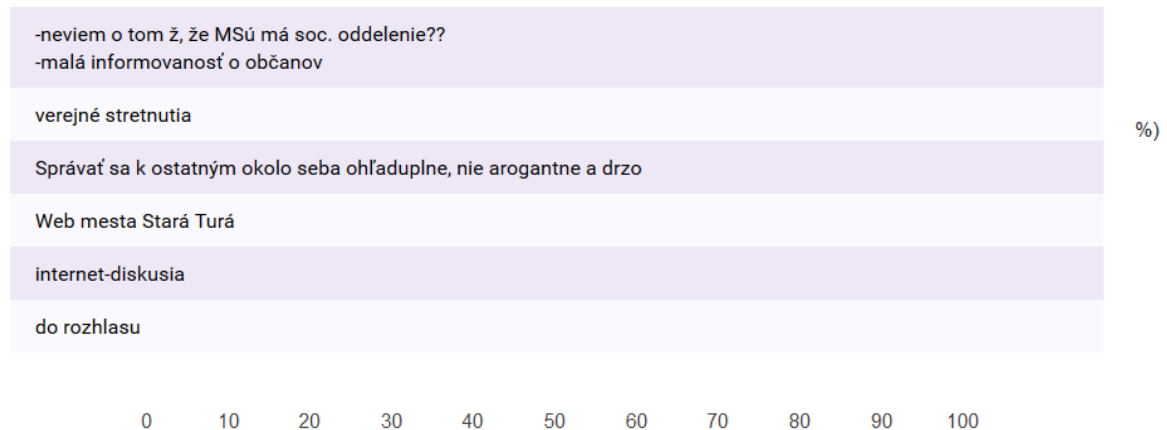 -neviem o tom ž, že MSú má soc. oddelenie??
-malá informovanosť o občanov
verejné stretnutia
%)
Správať sa k ostatným okolo seba ohľaduplne, nie arogantne a drzo
Web mesta Stará Turá
internet-diskusia
do rozhlasu
0 10 20 30 40 50 60 70 80 90 100